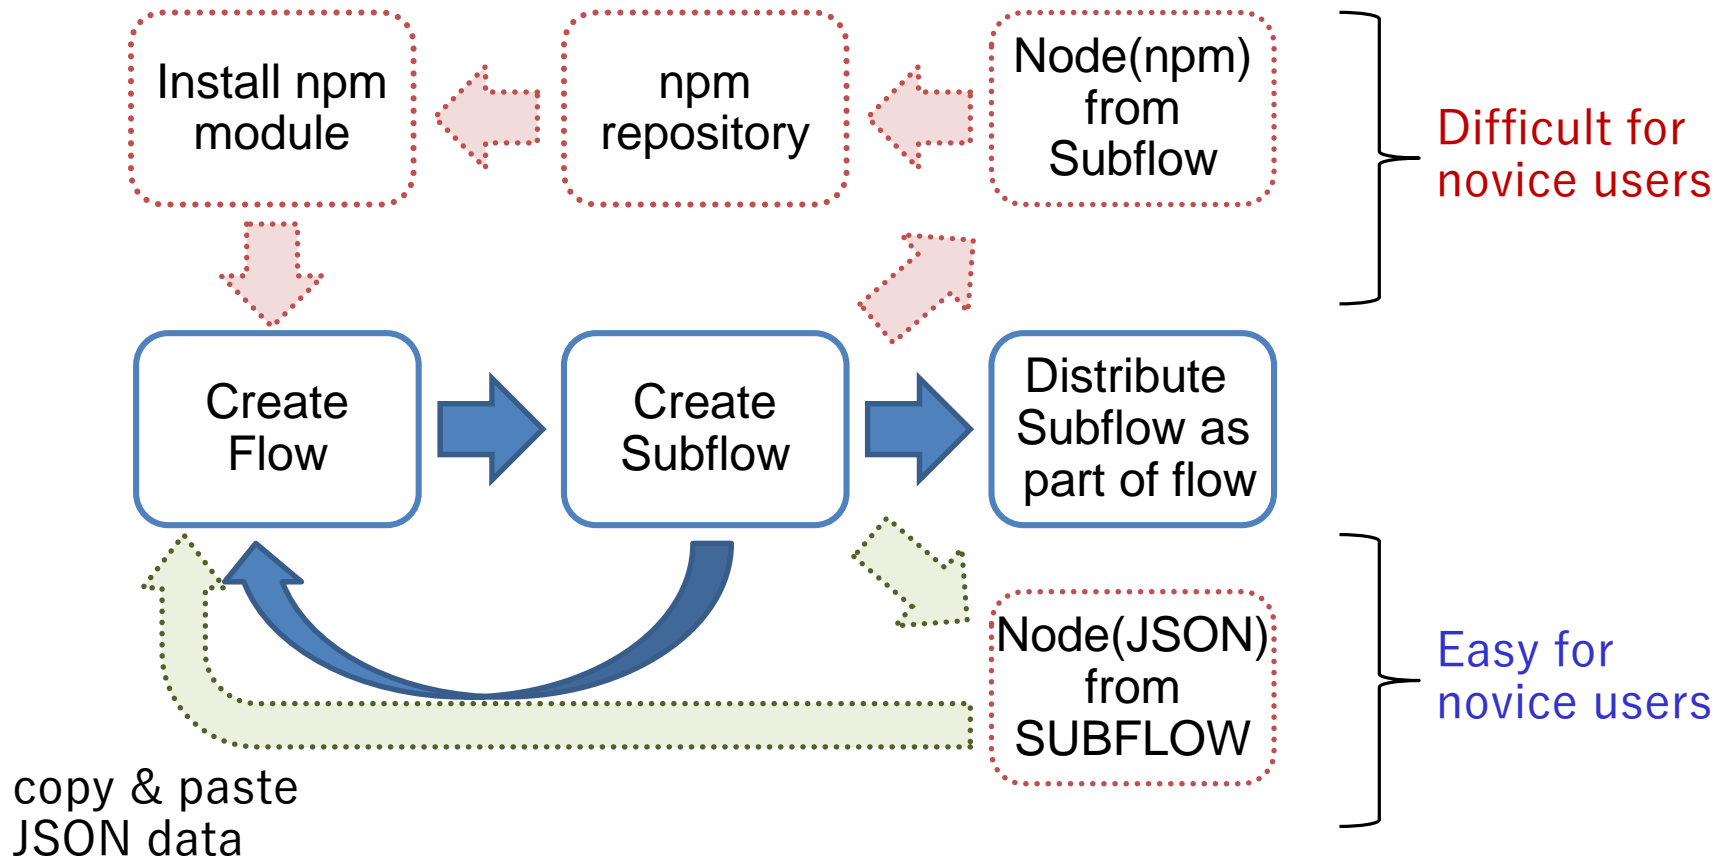 Install npm
module
npm
repository
Node(npm)
from
Subflow
Difficult for
novice users
Create
Flow
Create
Subflow
Distribute
Subflow as
part of flow
Node(JSON)
from
SUBFLOW
Easy for
novice users
copy & paste
JSON data